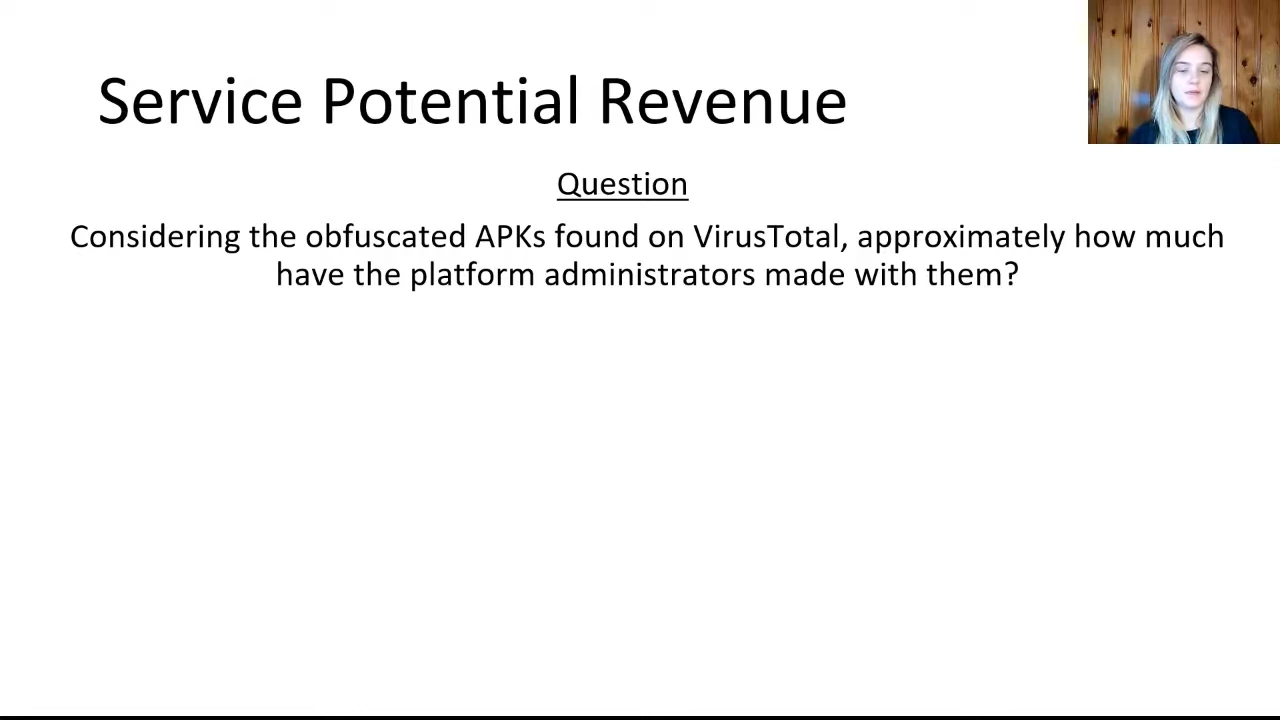 Service Potential Revenue
Question
Considering the obfuscated APKs found on VirusTotal, approximately how much
have the platform administrators made with them?